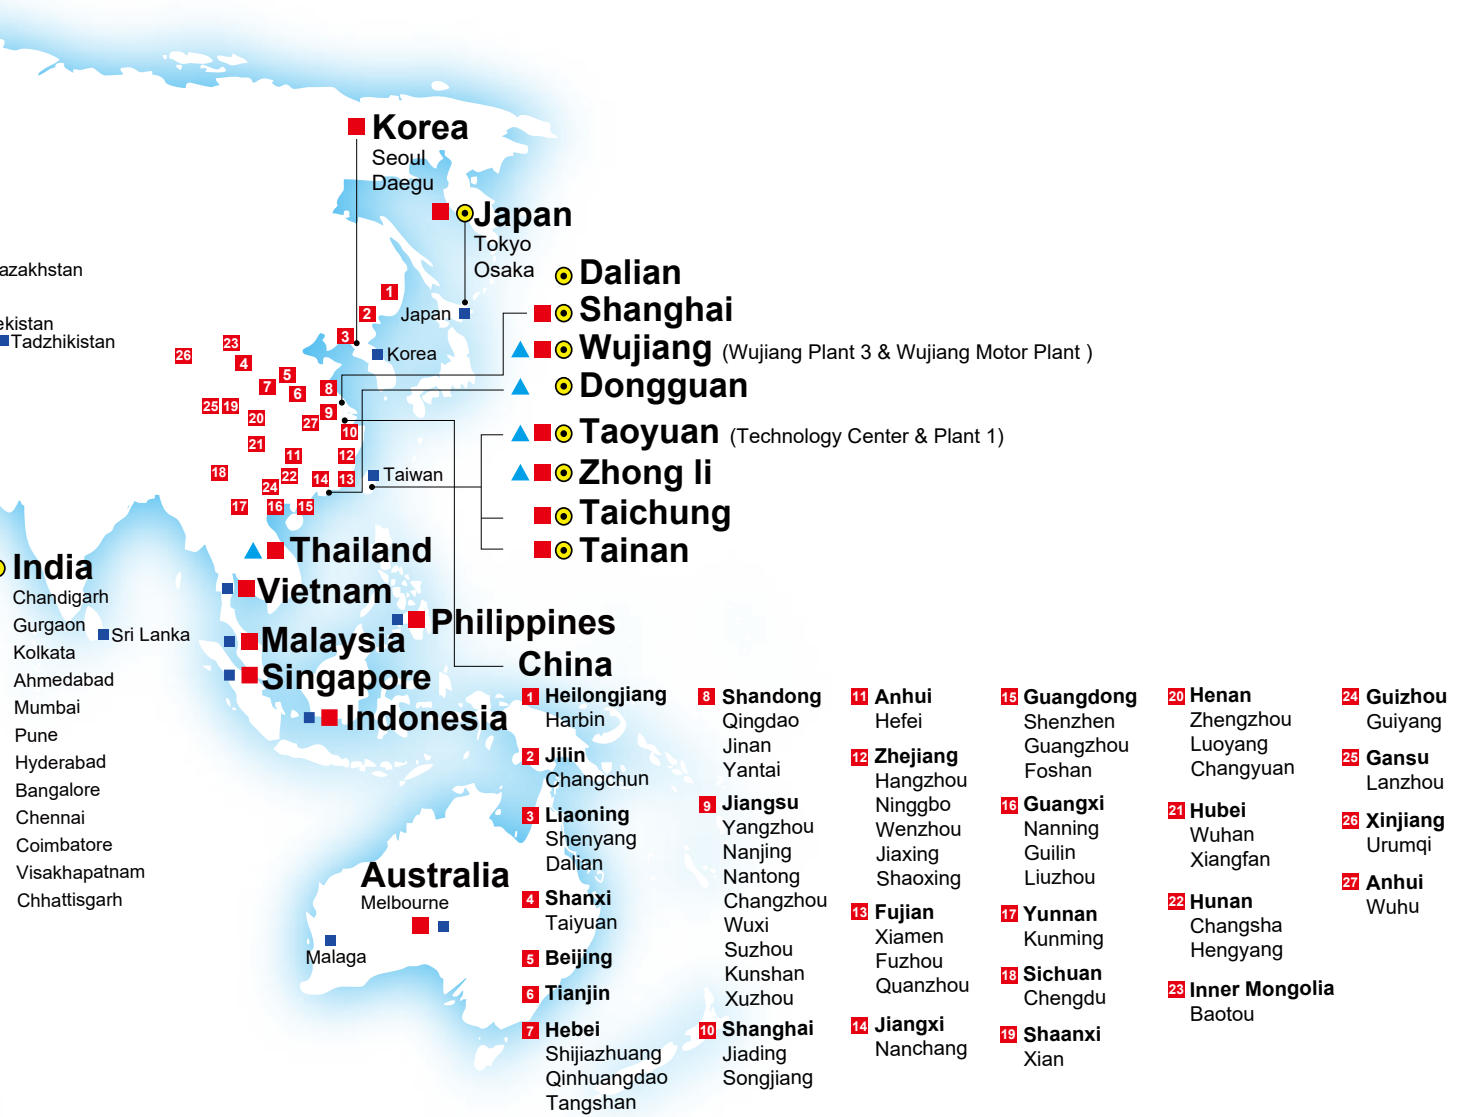 Korea
Seoul
Daegu
Japan
Tokyo
Osaka
azakhstan
ekistan
Tadzhikistan
Japan
Korea
Taiwan
Dalian
Shanghai
Wujiang (Wujiang Plant 3 & Wujiang Motor Plant )
Dongguan
Taoyuan (Technology Center & Plant 1)
Zhong li
Taichung
Tainan
1
2
3
23
26
4
5
7
6
8
25 19
9
20
27
10
21
11
12
18
22
14
13
24
17
16
15
Thailand
Vietnam
Philippines
Malaysia
Singapore
Indonesia
India
Chandigarh
Gurgaon
Kolkata
Ahmedabad
Mumbai
Pune
Hyderabad
Bangalore
Chennai
Coimbatore
Visakhapatnam
Chhattisgarh
Sri Lanka
Australia
Melbourne
Malaga
China
1 Heilongjiang
Harbin
2 Jilin
Changchun
3 Liaoning
Shenyang
Dalian
4 Shanxi
Taiyuan
5 Beijing
6 Tianjin
7 Hebei
Shijiazhuang
Qinhuangdao
Tangshan
8 Shandong
Qingdao
Jinan
Yantai
9 Jiangsu
Yangzhou
Nanjing
Nantong
Changzhou
Wuxi
Suzhou
Kunshan
Xuzhou
10 Shanghai
Jiading
Songjiang
11 Anhui
Hefei
12 Zhejiang
Hangzhou
Ninggbo
Wenzhou
Jiaxing
Shaoxing
13 Fujian
Xiamen
Fuzhou
Quanzhou
14 Jiangxi
Nanchang
15 Guangdong
Shenzhen
Guangzhou
Foshan
16 Guangxi
Nanning
Guilin
Liuzhou
17 Yunnan
Kunming
18 Sichuan
Chengdu
19 Shaanxi
Xian
20 Henan
Zhengzhou
Luoyang
Changyuan
21 Hubei
Wuhan
Xiangfan
22 Hunan
Changsha
Hengyang
23 Inner Mongolia
Baotou
24 Guizhou
Guiyang
25 Gansu
Lanzhou
26 Xinjiang
Urumqi
27 Anhui
Wuhu